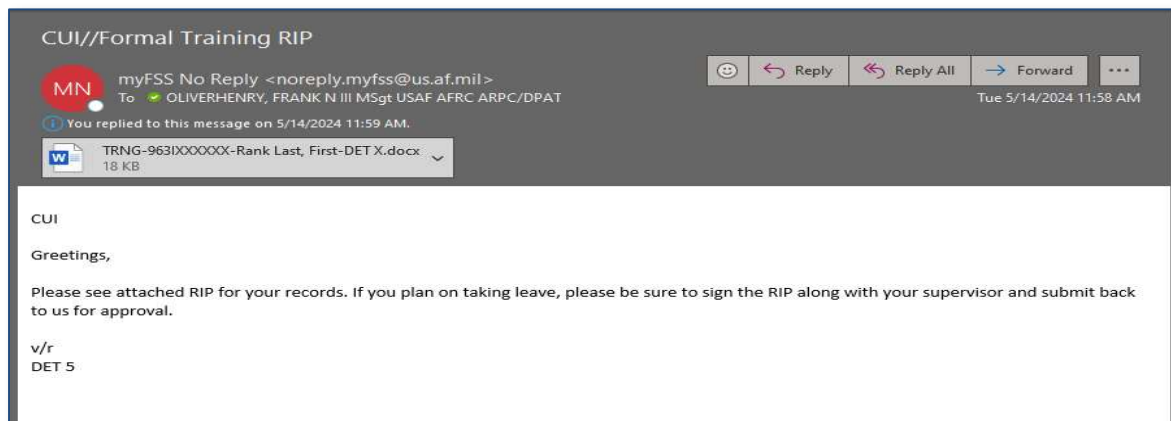 CUI//Formal Training RIP
MN
myFSS No Reply <noreply.myfss@us.af.mil>
To OLIVERHENRY, FRANK N III MSgt USAF AFRC ARPC/DPAT
Reply
Reply All
Forward
...
Tue 5/14/2024 11:58 AM
You replied to this message on 5/14/2024 11:59 AM.
TRNG-963IXXXXXX-Rank Last, First-DET X.docx
18 KB
CUI
Greetings,
Please see attached RIP for your records. If you plan on taking leave, please be sure to sign the RIP along with your supervisor and submit back
to us for approval.
v/r
DET 5